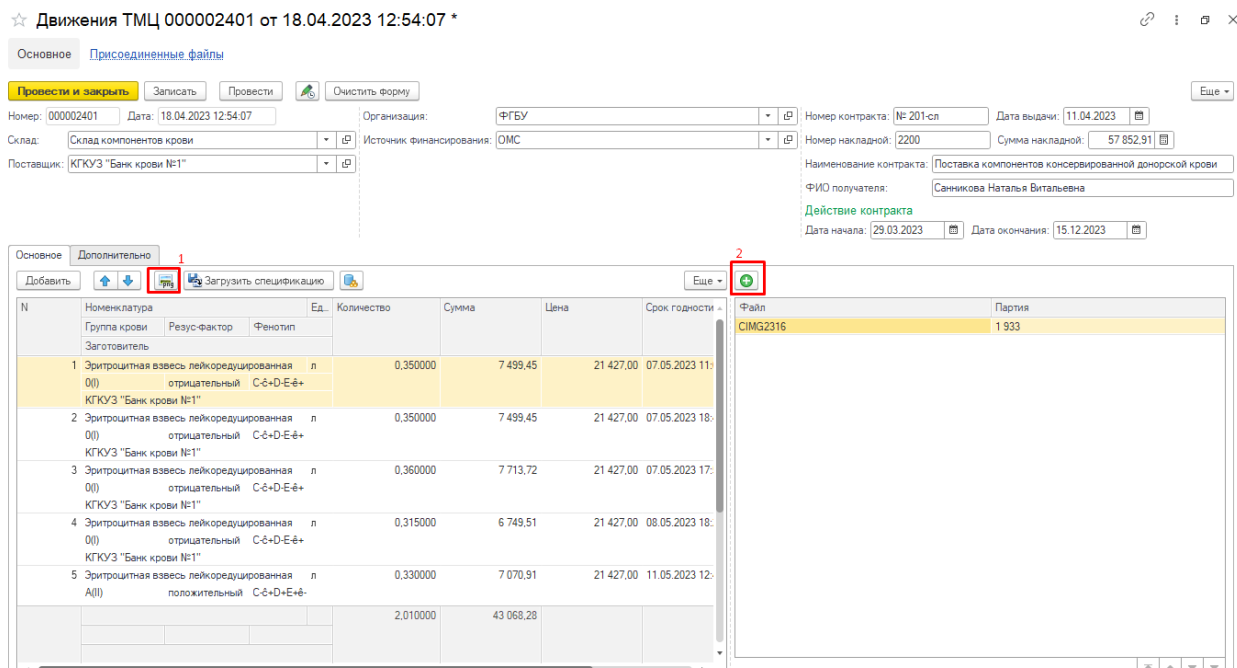 Движения ТМЦ 000002401 от 18.04.2023 12:54:07 *
Основное Присоединенные файлы
Провести и закрыть Записать Провести Очистить форму Еще
Номер: 000002401 Дата: 18.04.2023 12:54:07 Организация: ФГБУ Номер контракта: № 201-сл Дата выдачи: 11.04.2023
Склад: Склад компонентов крови Источник финансирования: ОМС Номер накладной: 2200 Сумма накладной: 57 852,91
Поставщик: КГКУЗ "Банк крови №1" Наименование контракта: Поставка компонентов консервированной донорской крови
ФИО получателя: Санникова Наталья Витальевна
Действие контракта
Дата начала: 29.03.2023 Дата окончания: 15.12.2023
Основное Дополнительно 1 2
Добавить png Загрузить спецификацию Еще
N Номенклатура Ед... Количество Сумма Цена Срок годности Файл Партия
Группа крови Резус-фактор Фенотип CIMG2316 1 933
Заготовитель
1 Эритроцитная взвесь лейкоредуцированная л 0,350000 7 499,45 21 427,00 07.05.2023 11:
0(I) отрицательный C-ĉ+D-E-ê+
КГКУЗ "Банк крови №1"
2 Эритроцитная взвесь лейкоредуцированная л 0,350000 7 499,45 21 427,00 07.05.2023 18:
0(I) отрицательный C-ĉ+D-E-ê+
КГКУЗ "Банк крови №1"
3 Эритроцитная взвесь лейкоредуцированная л 0,360000 7 713,72 21 427,00 07.05.2023 17:
0(I) отрицательный C-ĉ+D-E-ê+
КГКУЗ "Банк крови №1"
4 Эритроцитная взвесь лейкоредуцированная л 0,315000 6 749,51 21 427,00 08.05.2023 18:
0(I) отрицательный C-ĉ+D-E-ê+
КГКУЗ "Банк крови №1"
5 Эритроцитная взвесь лейкоредуцированная л 0,330000 7 070,91 21 427,00 11.05.2023 12:
A(II) положительный C-ĉ+D+E+ê-
2,010000 43 068,28